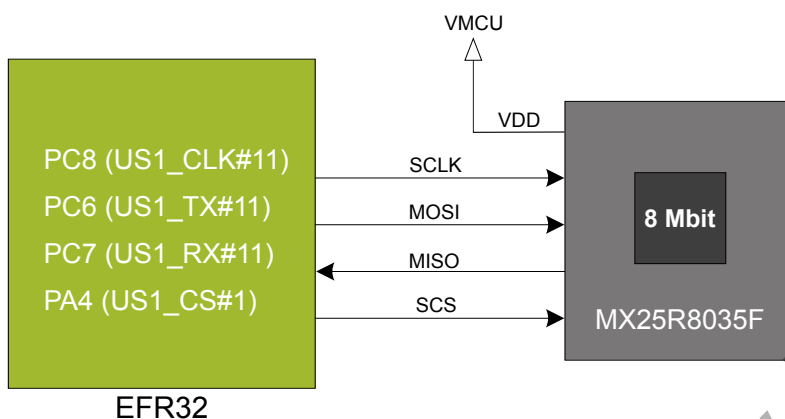 VMCU
VDD
PC8 (US1_CLK#11)
SCLK
PC6 (US1_TX#11)
MOSI
8 Mbit
PC7 (US1_RX#11)
MISO
PA4 (US1_CS#1)
SCS
MX25R8035F
EFR32